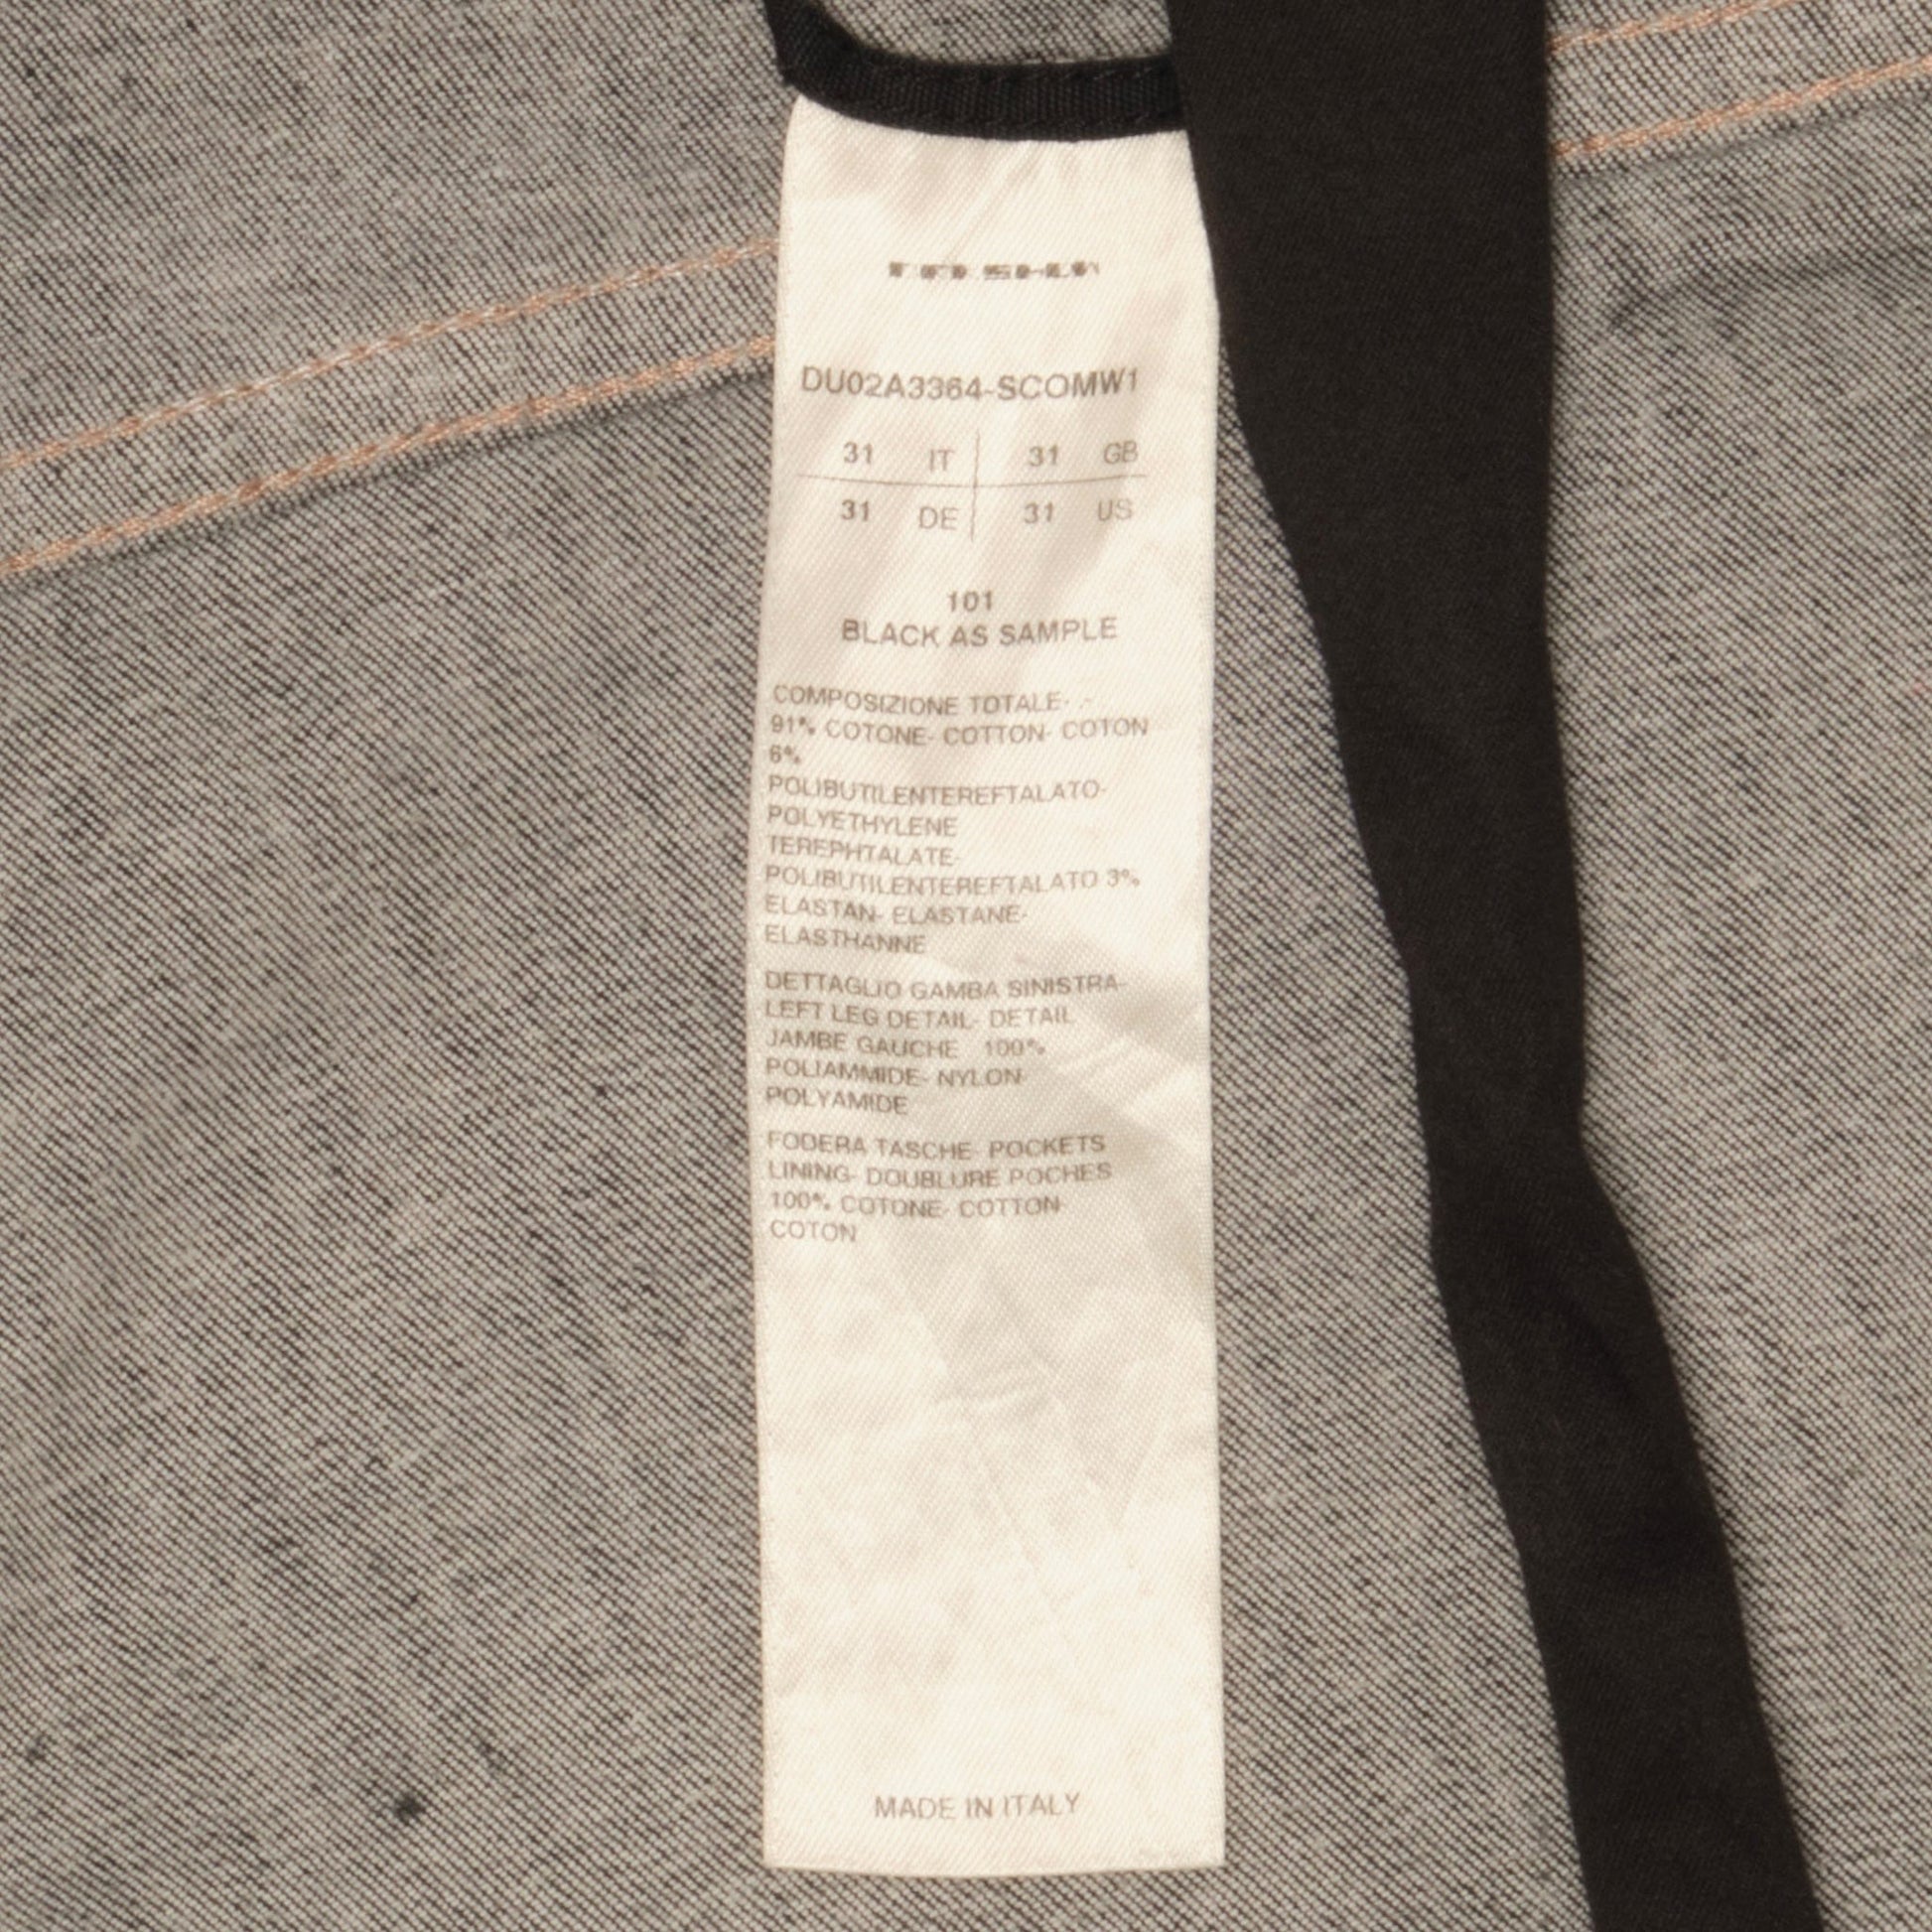 DU02A3364-SCOMW1
31 IT 31 GB
31 DE 31 US
101
BLACK AS SAMPLE
COMPOSIZIONE TOTALE- .-
91% COTONE- COTTON- COTON
6%
POLIBUTILENTEREFTALATO-
POLYETHYLENE
TEREPHTALATE-
POLIBUTILENTEREFTALATO 3%
ELASTAN- ELASTANE-
ELASTHANNE
DETTAGLIO GAMBA SINISTRA-
LEFT LEG DETAIL- DETAIL
JAMBE GAUCHE 100%
POLIAMMIDE- NYLON-
POLYAMIDE
FODERA TASCHE- POCKETS
LINING- DOUBLURE POCHES
100% COTONE- COTTON-
COTON
MADE IN ITALY